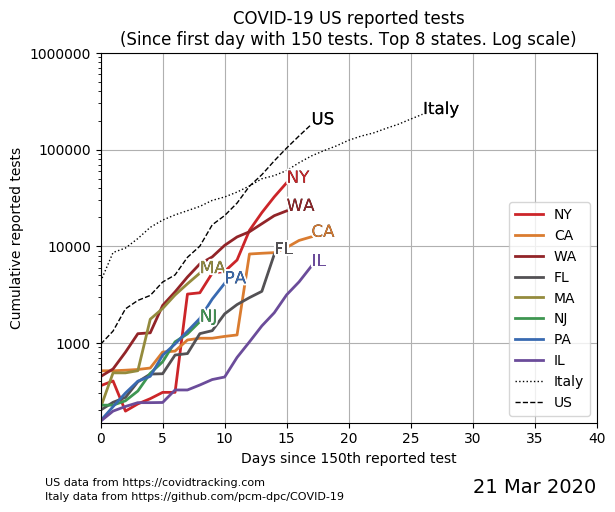 COVID-19 US reported tests
(Since first day with 150 tests. Top 8 states. Log scale)
1000000
100000
10000
1000
Cumulative reported tests
US
Italy
NY
WA
CA
FL
IL
MA
PA
NJ
NY
CA
WA
FL
MA
NJ
PA
IL
Italy
US
0 5 10 15 20 25 30 35 40
Days since 150th reported test
US data from https://covidtracking.com
Italy data from https://github.com/pcm-dpc/COVID-19
21 Mar 2020